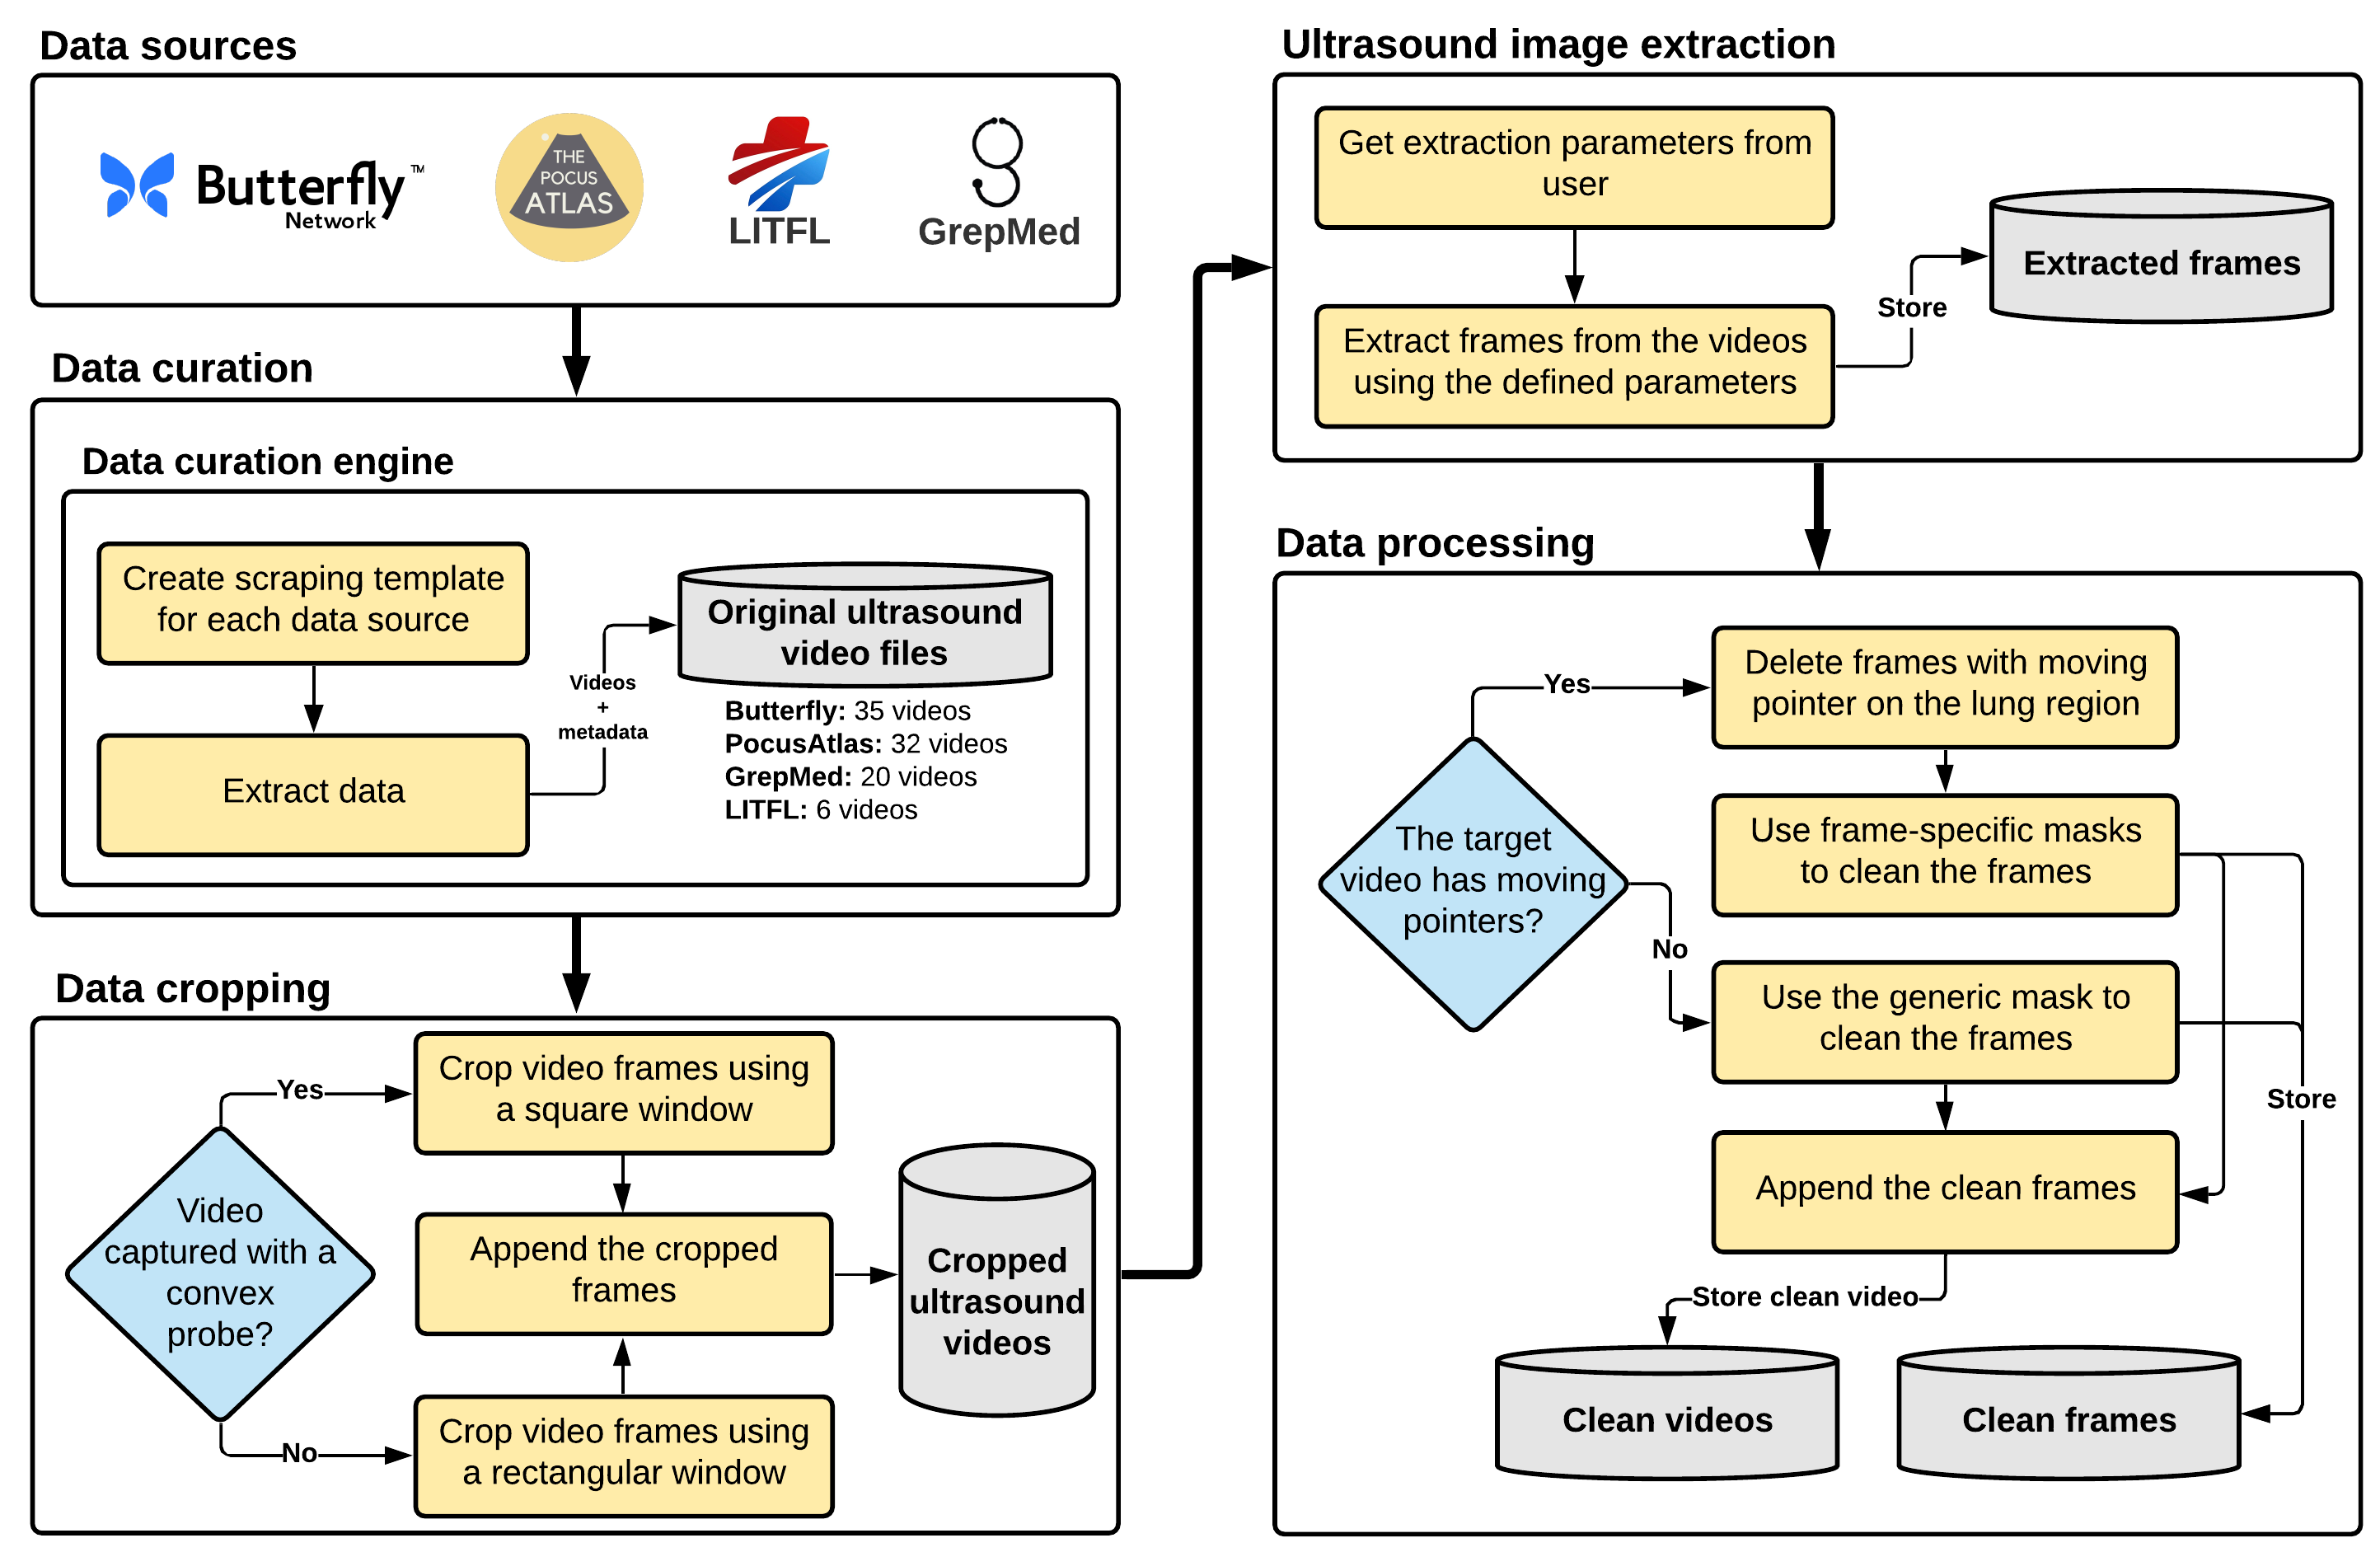 Data sources
Butterfly™
Network
THE
POCUS
ATLAS
LITFL
GrepMed
Data curation
Data curation engine
Create scraping template
for each data source
Extract data
Videos
+
metadata
Original ultrasound
video files
Butterfly: 35 videos
PocusAtlas: 32 videos
GrepMed: 20 videos
LITFL: 6 videos
Data cropping
Video
captured with a
convex
probe?
Yes
No
Crop video frames using
a square window
Append the cropped
frames
Crop video frames using
a rectangular window
Cropped
ultrasound
videos
Ultrasound image extraction
Get extraction parameters from
user
Extract frames from the videos
using the defined parameters
Store
Extracted frames
Data processing
The target
video has moving
pointers?
Yes
No
Delete frames with moving
pointer on the lung region
Use frame-specific masks
to clean the frames
Use the generic mask to
clean the frames
Append the clean frames
Store
Store clean video
Clean videos
Clean frames